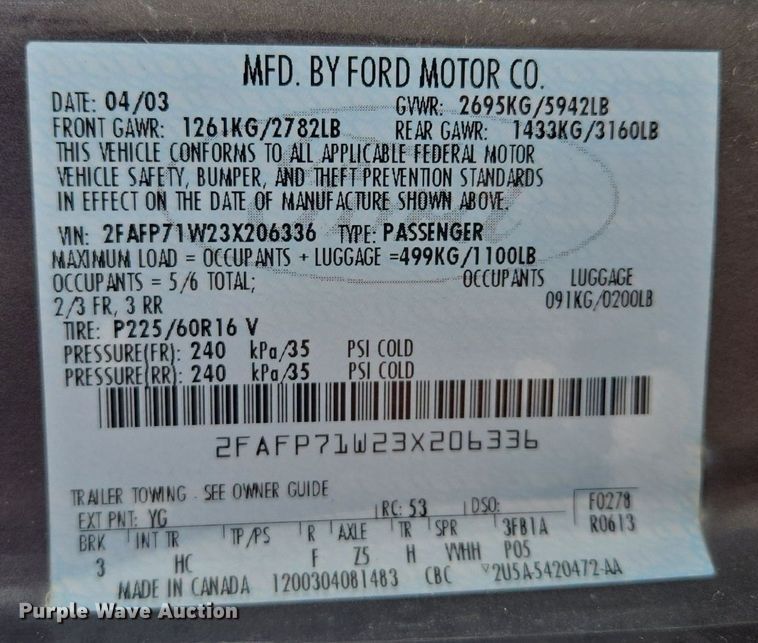 MFD. BY FORD MOTOR CO.
DATE: 04/03 GVWR: 2695KG/5942LB
FRONT GAWR: 1261KG/2782LB REAR GAWR: 1433KG/3160LB
THIS VEHICLE CONFORMS TO ALL APPLICABLE FEDERAL MOTOR
VEHICLE SAFETY, BUMPER, AND THEFT PREVENTION STANDARDS
IN EFFECT ON THE DATE OF MANUFACTURE SHOWN ABOVE.
VIN: 2FAFP71W23X206336 TYPE: PASSENGER
MAXIMUM LOAD = OCCUPANTS + LUGGAGE =499KG/1100LB
OCCUPANTS = 5/6 TOTAL; OCCUPANTS LUGGAGE
2/3 FR, 3 RR 091KG/0200LB
TIRE: P225/60R16 V
PRESSURE(FR): 240 kPa/35 PSI COLD
PRESSURE(RR): 240 kPa/35 PSI COLD
2FAFP71W23X206336
TRAILER TOWING - SEE OWNER GUIDE
EXT PNT: YG RC: 53 DSO: F0278
BRK INT TR TP/PS R AXLE TR SPR 3FB1A R0613
3 HC F Z5 H VVHH POS
MADE IN CANADA 1200304081483 CBC Y2U5A-5420472-AA
Purple Wave Auction